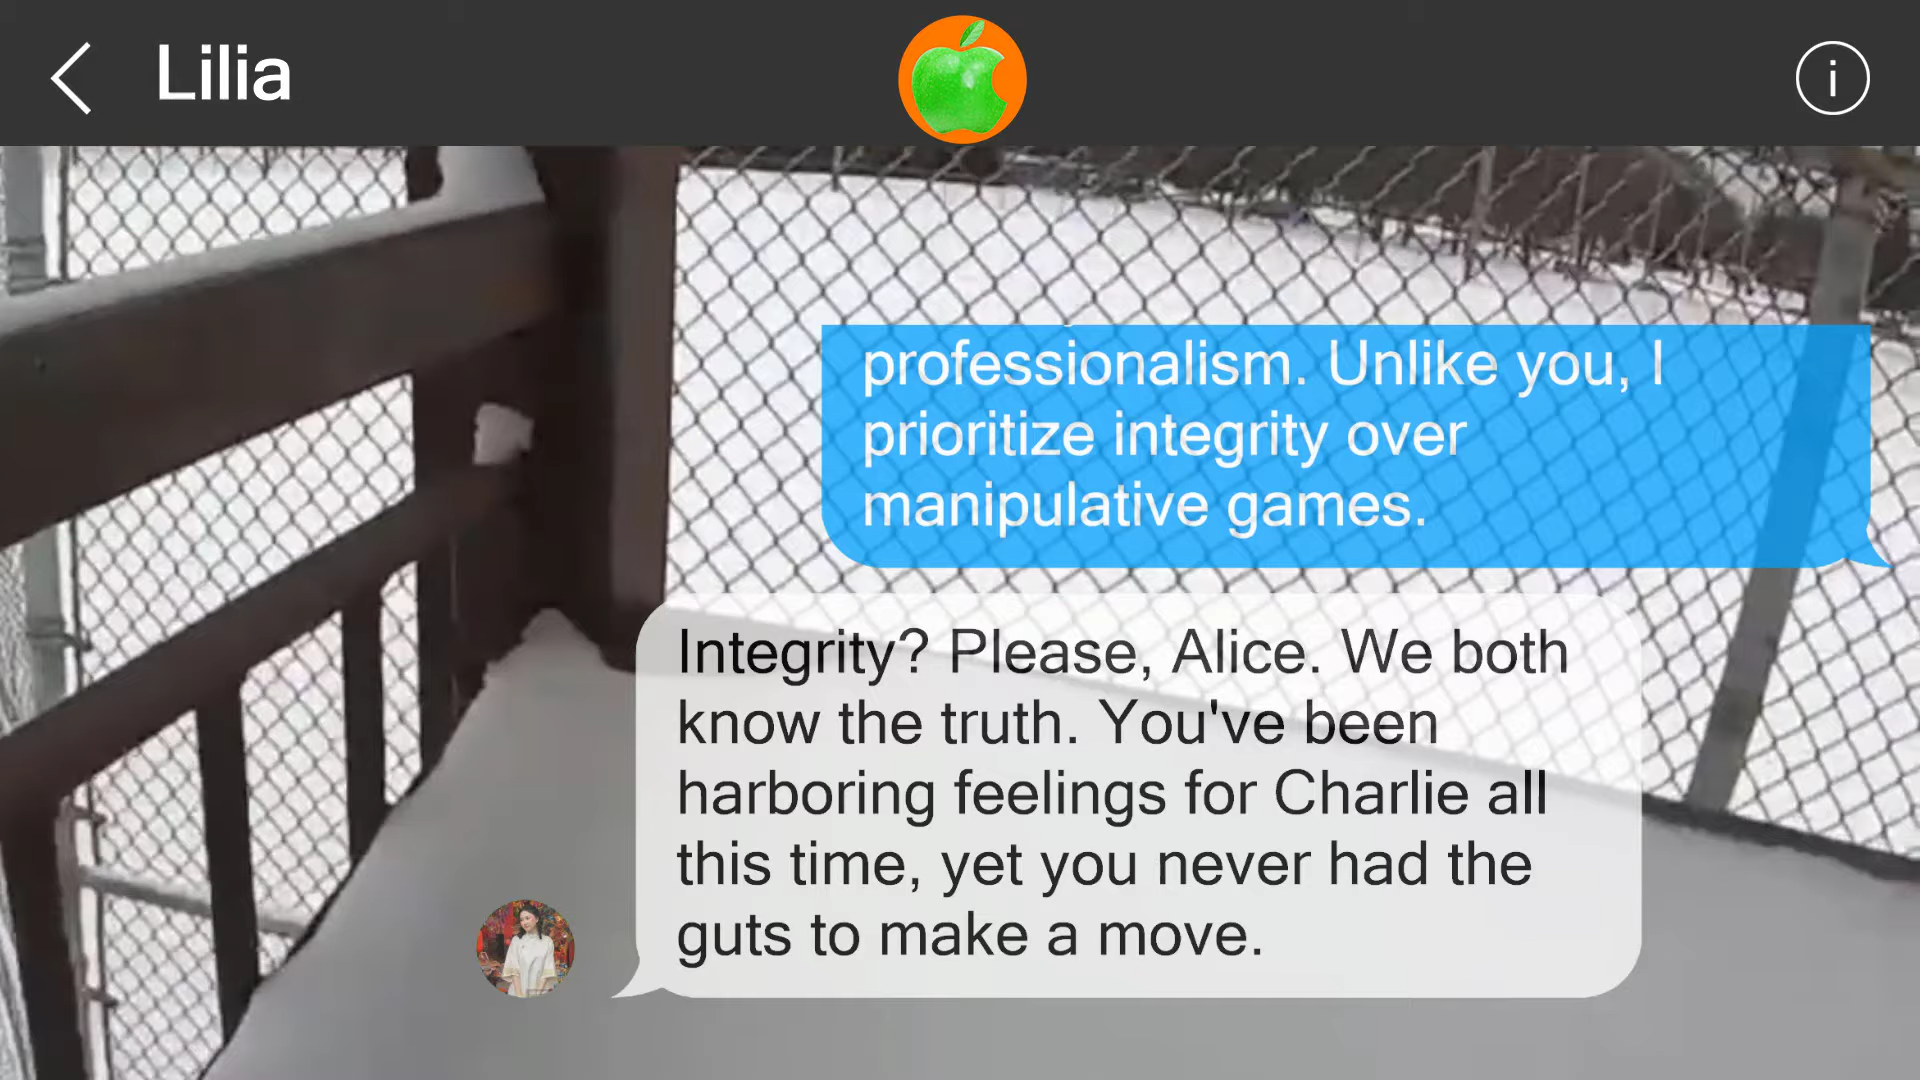 Lilia
professionalism. Unlike you, I
prioritize integrity over
manipulative games.
Integrity? Please, Alice. We both
know the truth. You've been
harboring feelings for Charlie all
this time, yet you never had the
guts to make a move.